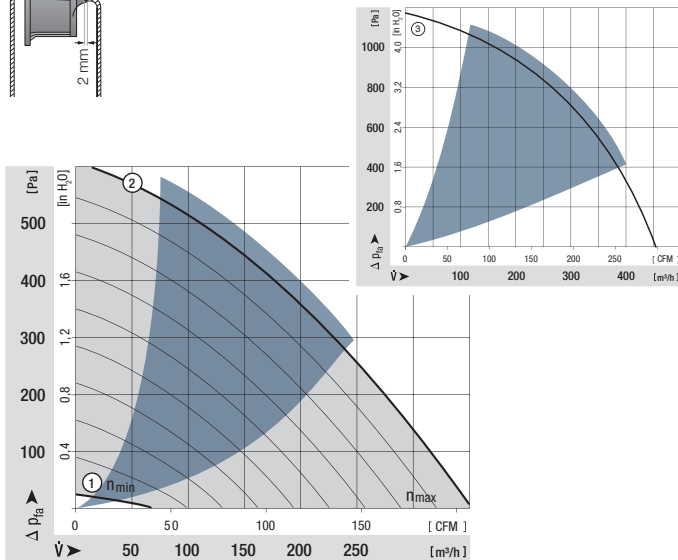 2 mm
[Pa]
[in H2O]
3
1000
800
600
400
200
4,0
3,2
2,4
1,6
0,8
0 50 100 150 200 250 [ CFM ]
Δ pfa ➤
V̇ ➤ 100 200 300 400 [m³/h]
[Pa]
[in H2O]
2
500
400
300
200
100
1,6
1,2
0,8
0,4
1 nmin
nmax
0 50 100 150 [ CFM ]
Δ pfa ➤
V̇ ➤ 50 100 150 200 250 [m³/h]